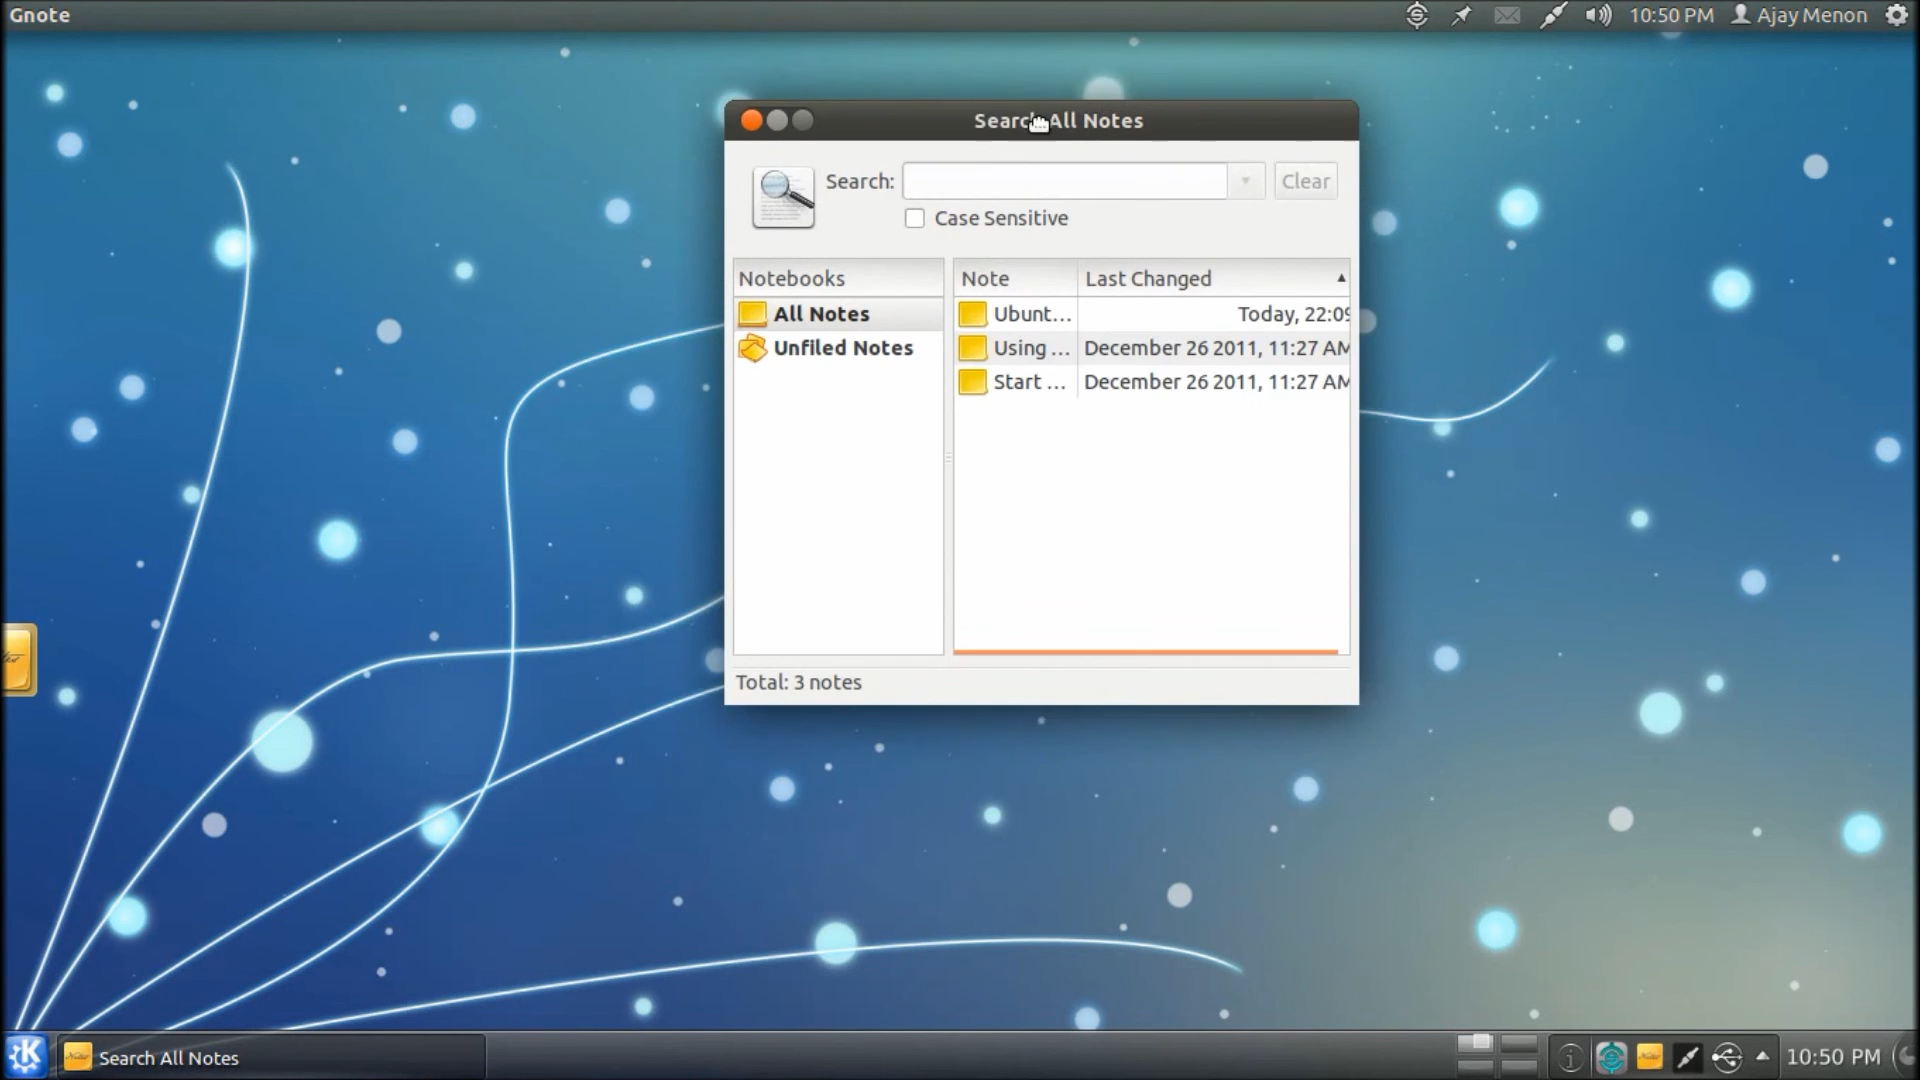 Gnote
10:50 PM
Ajay Menon
Search All Notes
Search:
Clear
Case Sensitive
Notebooks
All Notes
Unfiled Notes
Note Last Changed
Ubunt... Today, 22:09
Using ... December 26 2011, 11:27 AM
Start ... December 26 2011, 11:27 AM
Total: 3 notes
Search All Notes
10:50 PM